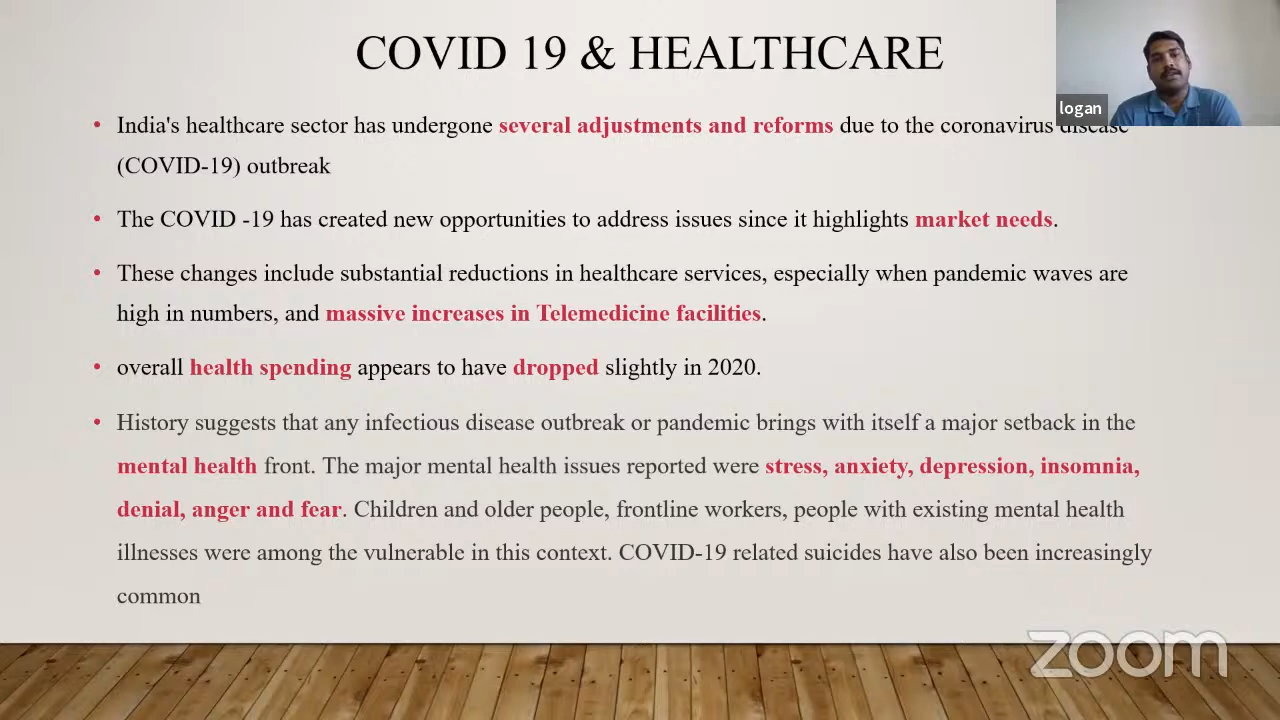 COVID 19 & HEALTHCARE
logan
• India's healthcare sector has undergone several adjustments and reforms due to the coronavirus disease
(COVID-19) outbreak
• The COVID -19 has created new opportunities to address issues since it highlights market needs.
• These changes include substantial reductions in healthcare services, especially when pandemic waves are
high in numbers, and massive increases in Telemedicine facilities.
• overall health spending appears to have dropped slightly in 2020.
• History suggests that any infectious disease outbreak or pandemic brings with itself a major setback in the
mental health front. The major mental health issues reported were stress, anxiety, depression, insomnia,
denial, anger and fear. Children and older people, frontline workers, people with existing mental health
illnesses were among the vulnerable in this context. COVID-19 related suicides have also been increasingly
common
zoom